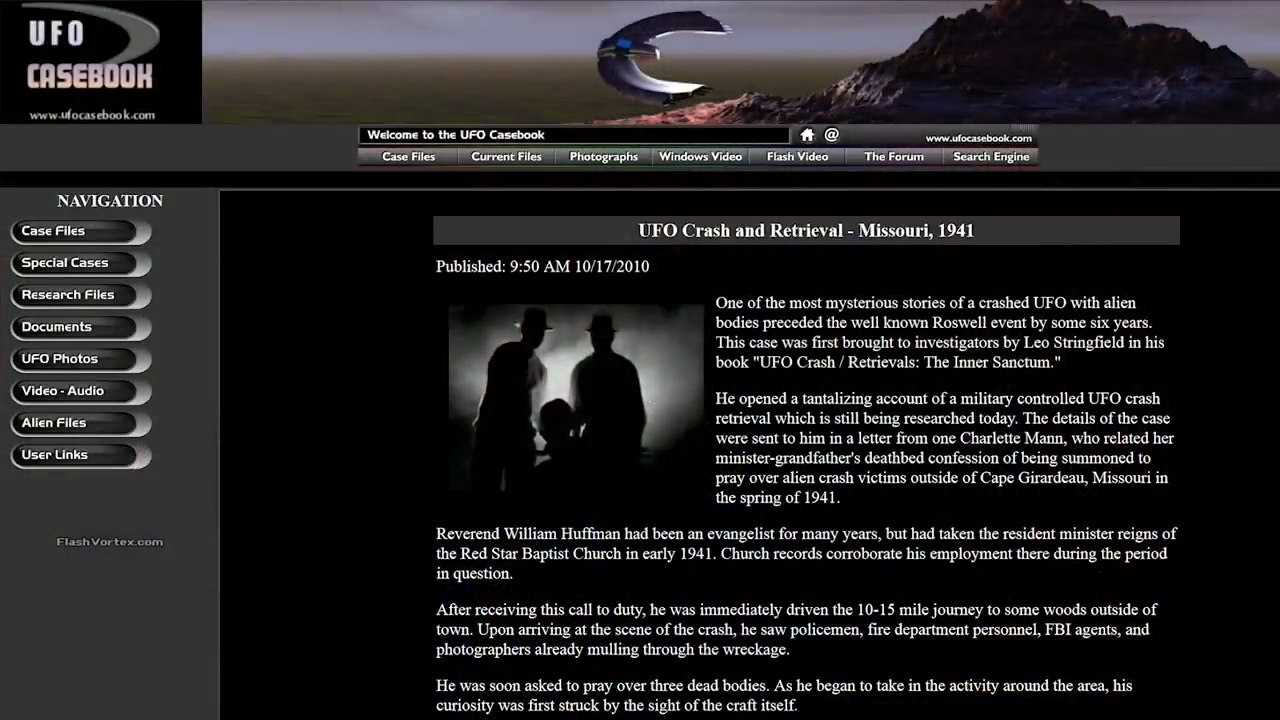 UFO
CASEBOOK
www.ufocasebook.com
Welcome to the UFO Casebook
@
www.ufocasebook.com
Case Files
Current Files
Photographs
Windows Video
Flash Video
The Forum
Search Engine
NAVIGATION
Case Files
Special Cases
Research Files
Documents
UFO Photos
Video - Audio
Alien Files
User Links
FlashVortex.com
UFO Crash and Retrieval - Missouri, 1941
Published: 9:50 AM 10/17/2010
One of the most mysterious stories of a crashed UFO with alien
bodies preceded the well known Roswell event by some six years.
This case was first brought to investigators by Leo Stringfield in his
book "UFO Crash / Retrievals: The Inner Sanctum."
He opened a tantalizing account of a military controlled UFO crash
retrieval which is still being researched today. The details of the case
were sent to him in a letter from one Charlette Mann, who related her
minister-grandfather's deathbed confession of being summoned to
pray over alien crash victims outside of Cape Girardeau, Missouri in
the spring of 1941.
Reverend William Huffman had been an evangelist for many years, but had taken the resident minister reigns of
the Red Star Baptist Church in early 1941. Church records corroborate his employment there during the period
in question.
After receiving this call to duty, he was immediately driven the 10-15 mile journey to some woods outside of
town. Upon arriving at the scene of the crash, he saw policemen, fire department personnel, FBI agents, and
photographers already mulling through the wreckage.
He was soon asked to pray over three dead bodies. As he began to take in the activity around the area, his
curiosity was first struck by the sight of the craft itself.